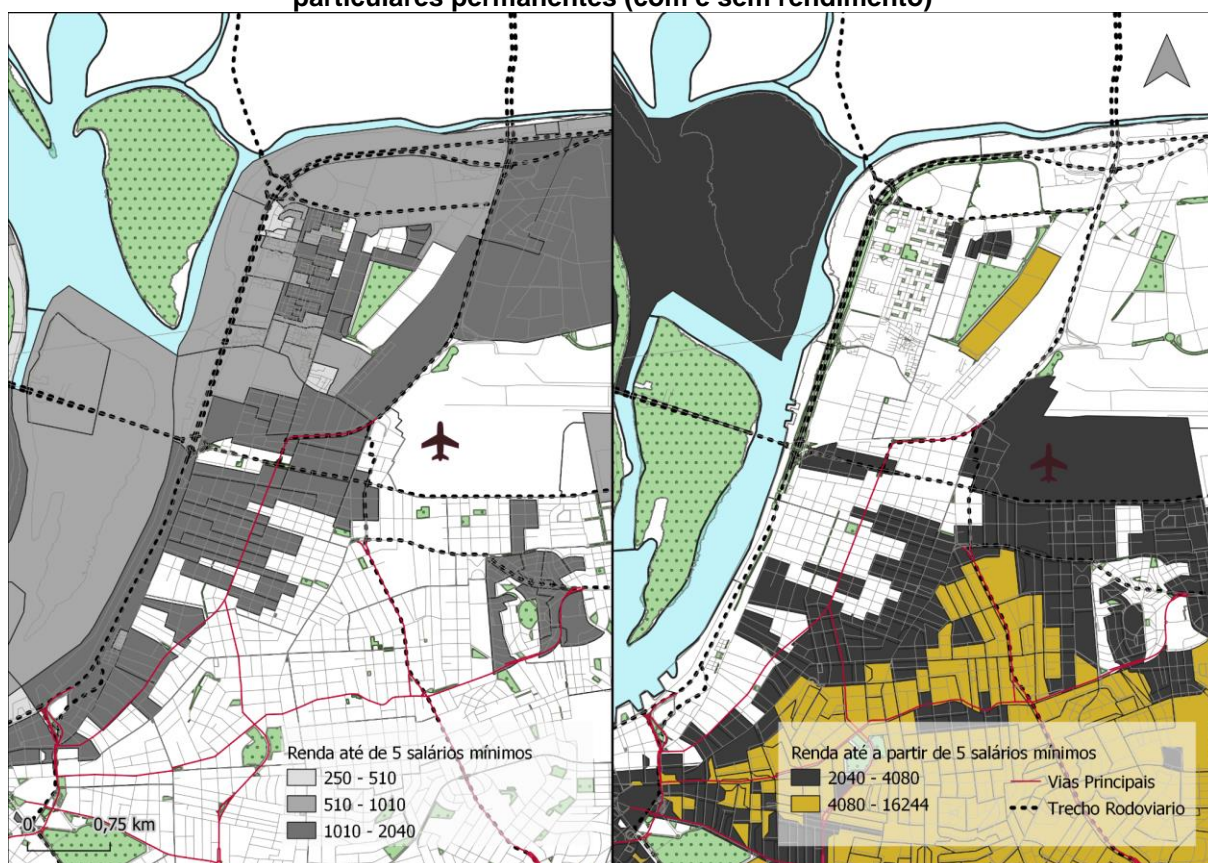 particulares permanentes (com e sem rendimento)
Renda até de 5 salários mínimos
250 - 510
510 - 1010
1010 - 2040
0 0,75 km
Renda até a partir de 5 salários mínimos
2040 - 4080
4080 - 16244
Vias Principais
Trecho Rodoviario